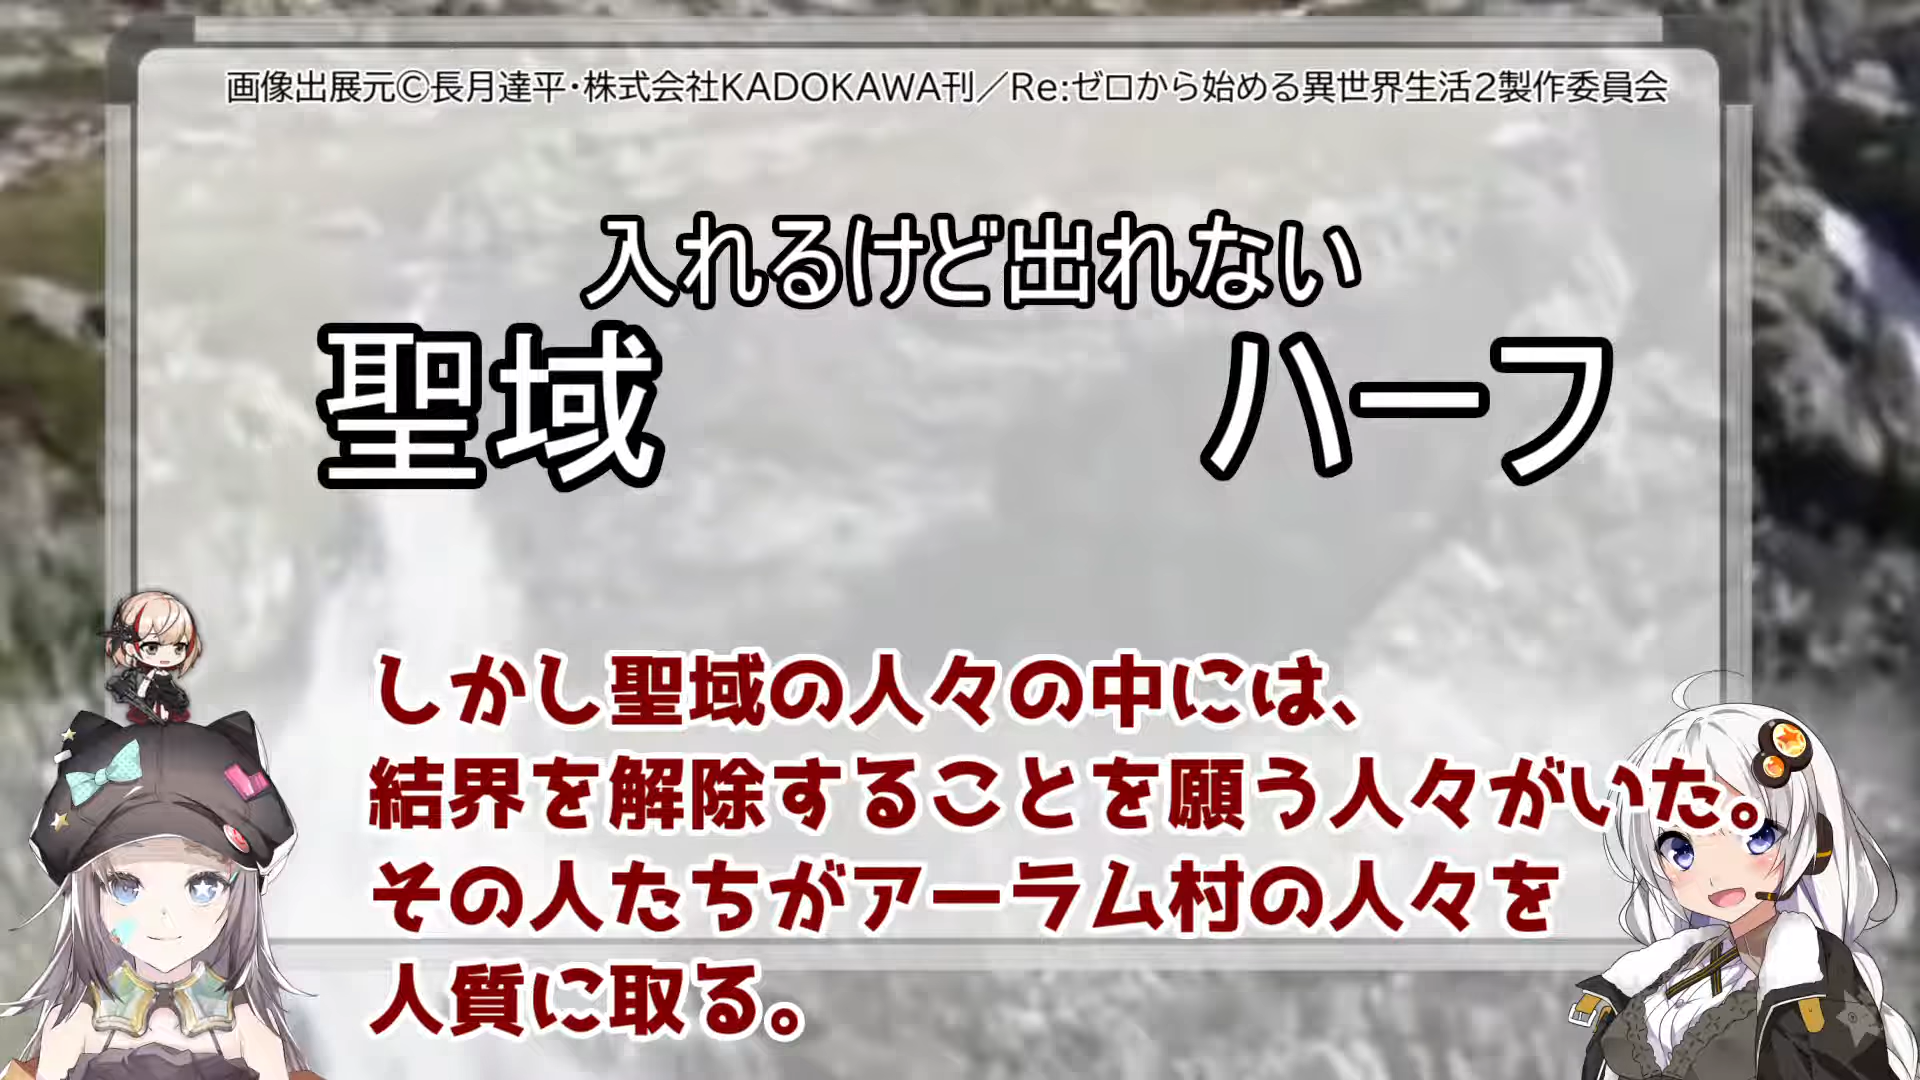 画像出展元©長月達平・株式会社KADOKAWA刊／Re:ゼロから始める異世界生活2製作委員会
入れるけど出れない
聖域 ハーフ
しかし聖域の人々の中には、
結界を解除することを願う人々がいた。
その人たちがアーラム村の人々を
人質に取る。